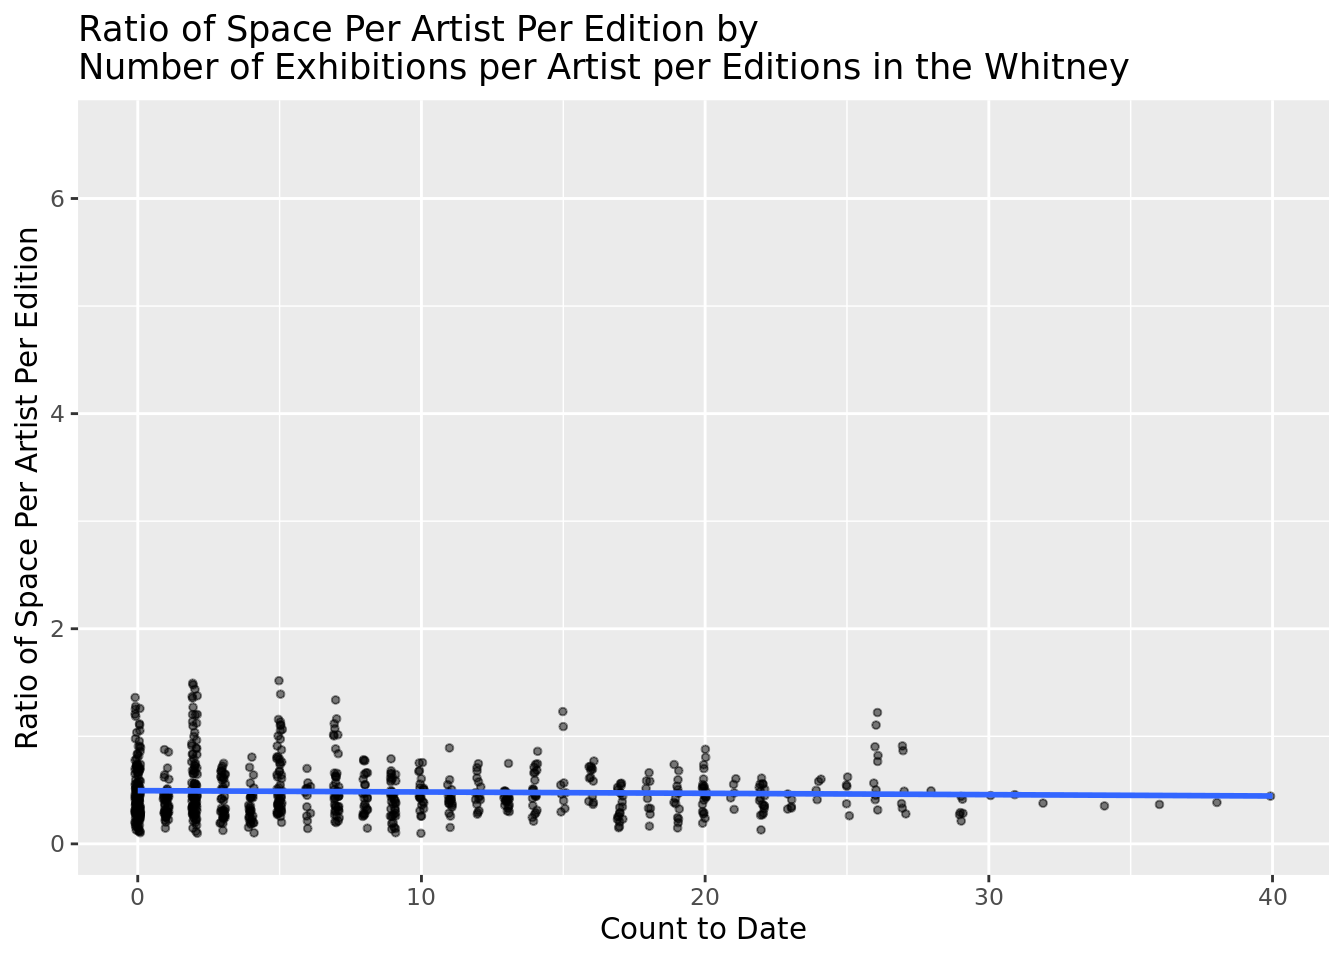 Ratio of Space Per Artist Per Edition by
Number of Exhibitions per Artist per Editions in the Whitney
Ratio of Space Per Artist Per Edition
6
4
2
0
0 10 20 30 40
Count to Date